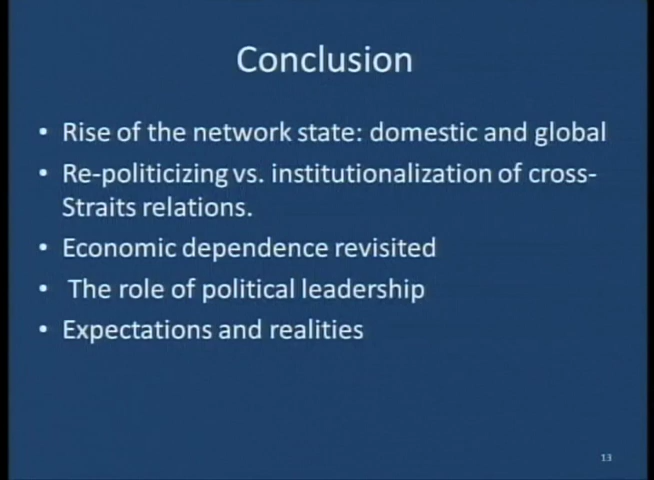 Conclusion
• Rise of the network state: domestic and global
• Re-politicizing vs. institutionalization of cross-
Straits relations.
• Economic dependence revisited
• The role of political leadership
• Expectations and realities
13